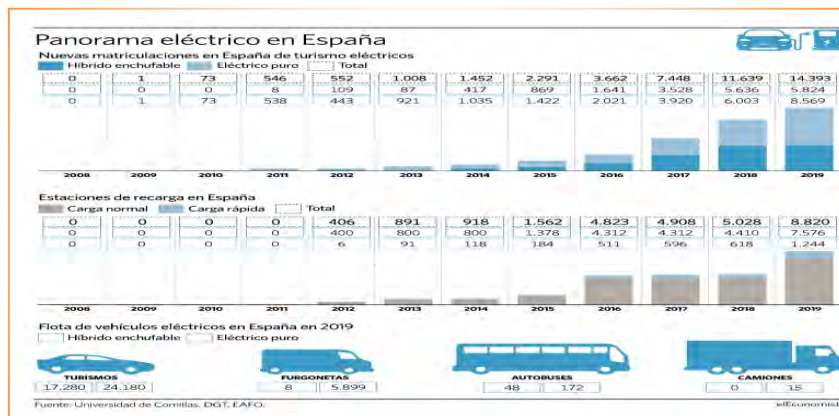 Panorama eléctrico en España
Nuevas matriculaciones en España de turismo eléctricos
Híbrido enchufable Eléctrico puro Total
0 1 73 546 552 1.008 1.452 2.291 3.662 7.448 11.639 14.393
0 0 0 8 109 87 417 869 1.641 3.528 5.636 5.824
0 1 73 538 443 921 1.035 1.422 2.021 3.920 6.003 8.569
2008 2009 2010 2011 2012 2013 2014 2015 2016 2017 2018 2019
Estaciones de recarga en España
Carga normal Carga rápida Total
0 0 0 0 406 891 918 1.562 4.823 4.908 5.028 8.820
0 0 0 0 400 800 800 1.378 4.312 4.312 4.410 7.576
0 0 0 0 6 91 118 184 511 596 618 1.244
2008 2009 2010 2011 2012 2013 2014 2015 2016 2017 2018 2019
Flota de vehículos eléctricos en España en 2019
Híbrido enchufable Eléctrico puro
TURISMOS FURGONETAS AUTOBUSES CAMIONES
17.280 24.180 8 5.899 48 172 0 15
Fuente: Universidad de Comillas, DGT, EAFO. elEconomista